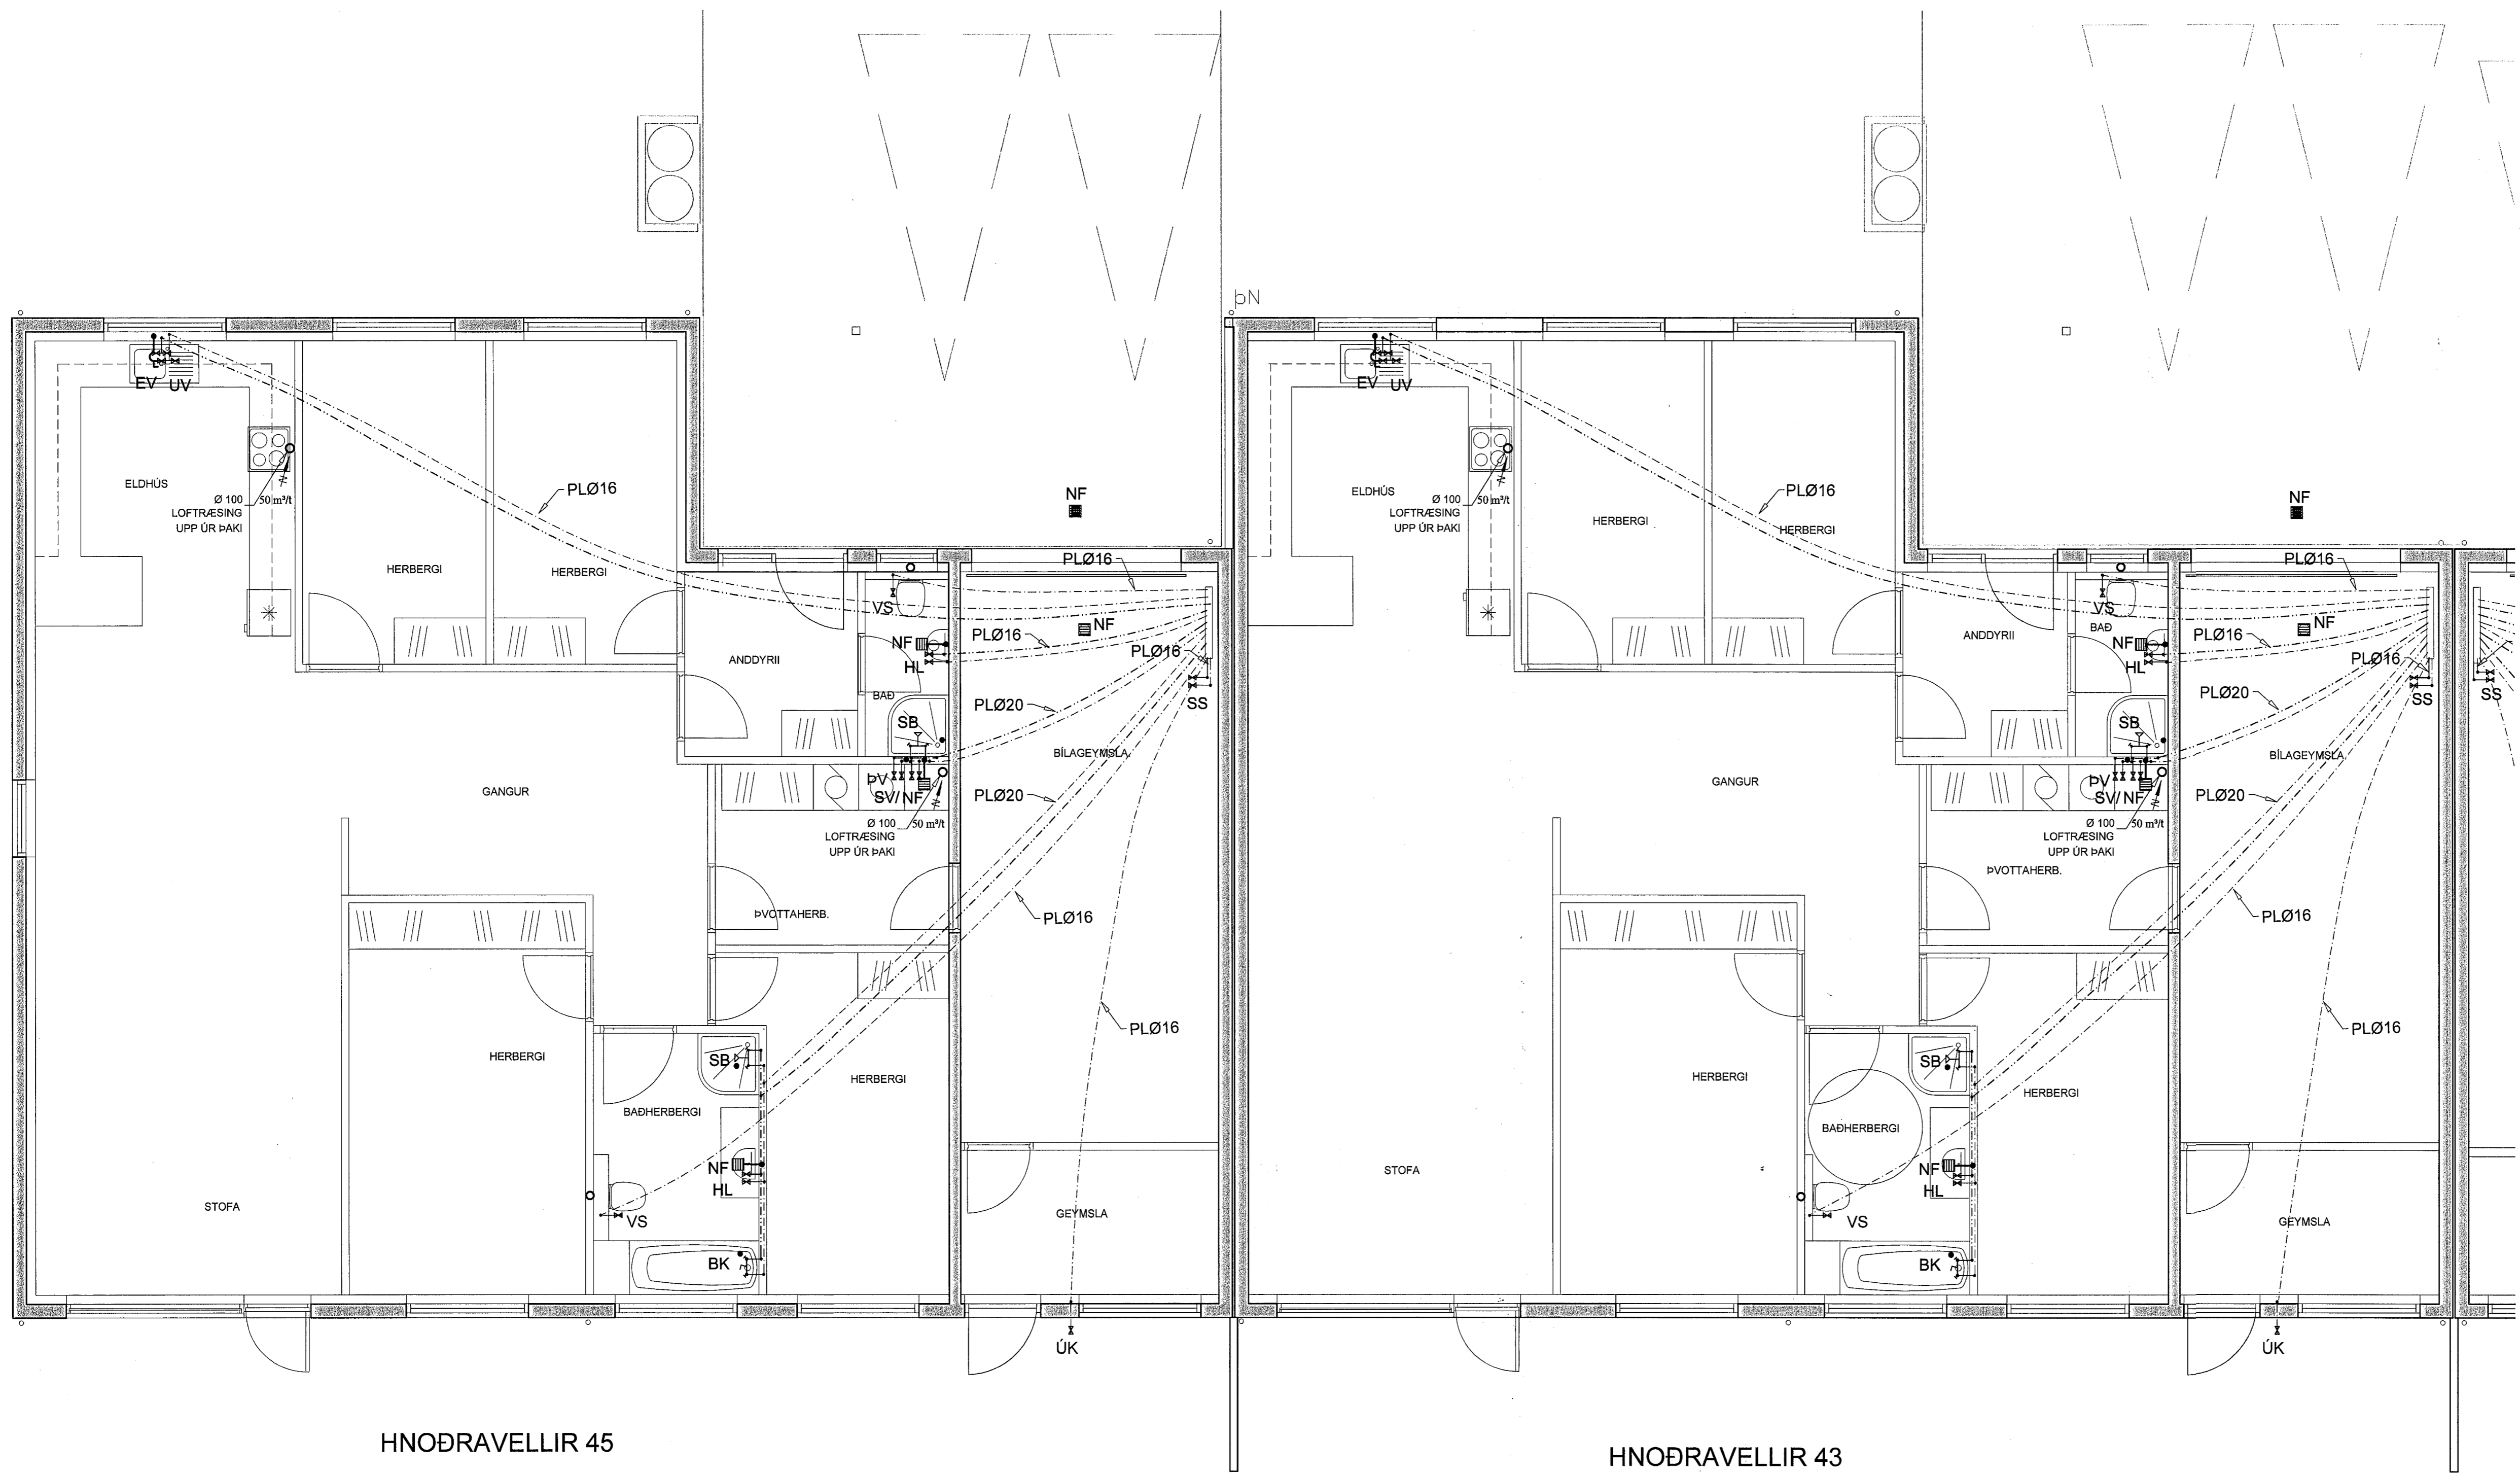 ÞN
EV UV
ELDHÚS
Ø 100
50 m³/t
LOFTRÆSING
UPP ÚR ÞAKI
PLØ16
HERBERGI
HERBERGI
NF
PLØ16
VS
NF
HL
PLØ16
NF
PLØ16
SS
ANDDYRII
BAÐ
SB
PLØ20
BÍLAGEYMSLA
GANGUR
ÞV
SV/NF
PLØ20
Ø 100
50 m³/t
LOFTRÆSING
UPP ÚR ÞAKI
ÞVOTTAHERB.
PLØ16
PLØ16
HERBERGI
SB
HERBERGI
BAÐHERBERGI
NF
HL
VS
BK
STOFA
GEYMSLA
ÚK
HNOÐRAVELLIR 45
EV UV
ELDHÚS
Ø 100
50 m³/t
LOFTRÆSING
UPP ÚR ÞAKI
PLØ16
HERBERGI
HERBERGI
NF
PLØ16
VS
BAÐ
NF
HL
PLØ16
NF
PLØ16
SS
SS
ANDDYRII
SB
PLØ20
BÍLAGEYMSLA
GANGUR
ÞV
SV/NF
PLØ20
Ø 100
50 m³/t
LOFTRÆSING
UPP ÚR ÞAKI
ÞVOTTAHERB.
PLØ16
PLØ16
HERBERGI
SB
HERBERGI
BAÐHERBERGI
NF
HL
VS
BK
STOFA
GEYMSLA
ÚK
HNOÐRAVELLIR 43